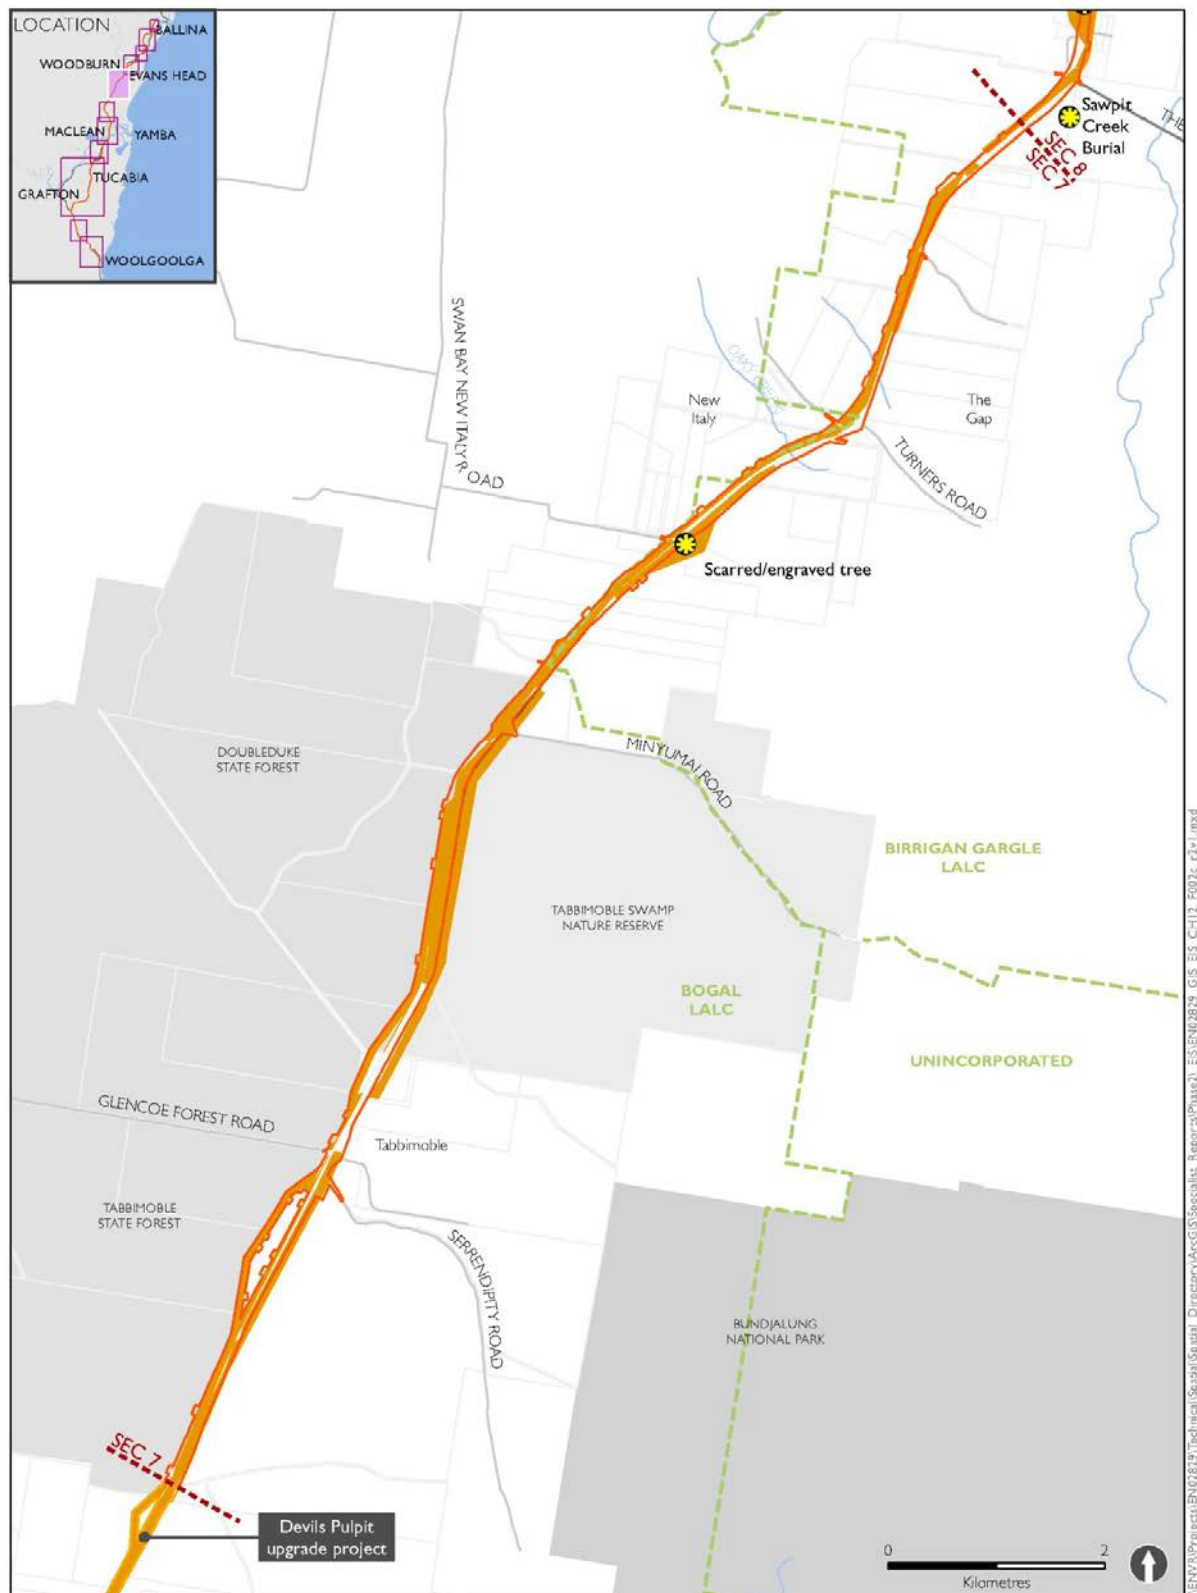 LOCATION
BALLINA
WOODBURN
EVANS HEAD
MACLEAN
YAMBA
TUCABIA
GRAFTON
WOOLGOOLGA
Sawpit
Creek
Burial
THE
SEC 8
SEC 7
SWAN BAY NEW ITALY ROAD
OAKY CREEK
New
Italy
The
Gap
TURNERS ROAD
Scarred/engraved tree
DOUBLEDUKE
STATE FOREST
MINYUMAI ROAD
BIRRIGAN GARGLE
LALC
TABBIMOBLE SWAMP
NATURE RESERVE
BOGAL
LALC
UNINCORPORATED
GLENCOE FOREST ROAD
Tabbimoble
TABBIMOBLE
STATE FOREST
SERRENDIPITY ROAD
BUNDJALUNG
NATIONAL PARK
SEC 7
Devils Pulpit
upgrade project
0 2
Kilometres